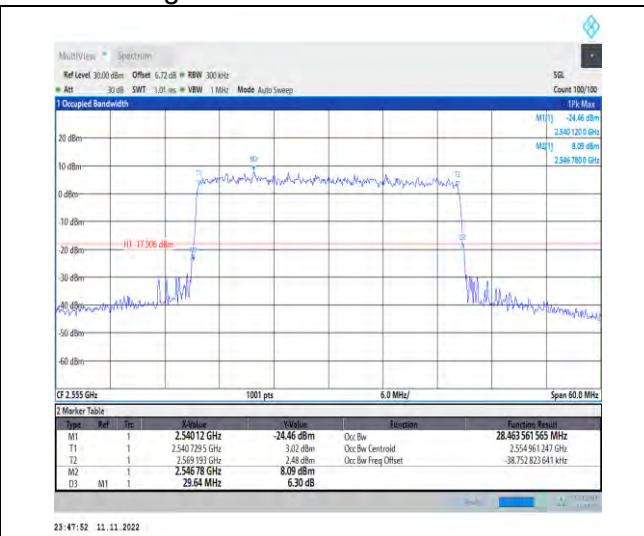 MultiView Spectrum
Ref Level 30.00 dBm Offset 6.72 dB RBW 300 kHz SGL
Att 30 dB SWT 1.01 ms VBW 1 MHz Mode Auto Sweep Count 100/100
1 Occupied Bandwidth 1Pk Max
M1[1] -24.46 dBm
2.540 120 0 GHz
M2[1] 8.09 dBm
2.546 780 0 GHz
20 dBm
10 dBm
M2
T1 T2
0 dBm
-10 dBm
H1 -17.906 dBm
D3
-20 dBm
-30 dBm
-40 dBm
-50 dBm
-60 dBm
CF 2.555 GHz 1001 pts 6.0 MHz/ Span 60.0 MHz
2 Marker Table
Type Ref Trc X-Value Y-Value Function Function Result
M1 1 2.540 12 GHz -24.46 dBm Occ Bw 28.463 561 565 MHz
T1 1 2.540 729 5 GHz 3.02 dBm Occ Bw Centroid 2.554 961 247 GHz
T2 1 2.569 193 GHz 2.48 dBm Occ Bw Freq Offset -38.752 823 641 kHz
M2 1 2.546 78 GHz 8.09 dBm
D3 M1 1 29.64 MHz 6.30 dB
23:47:52 11.11.2022